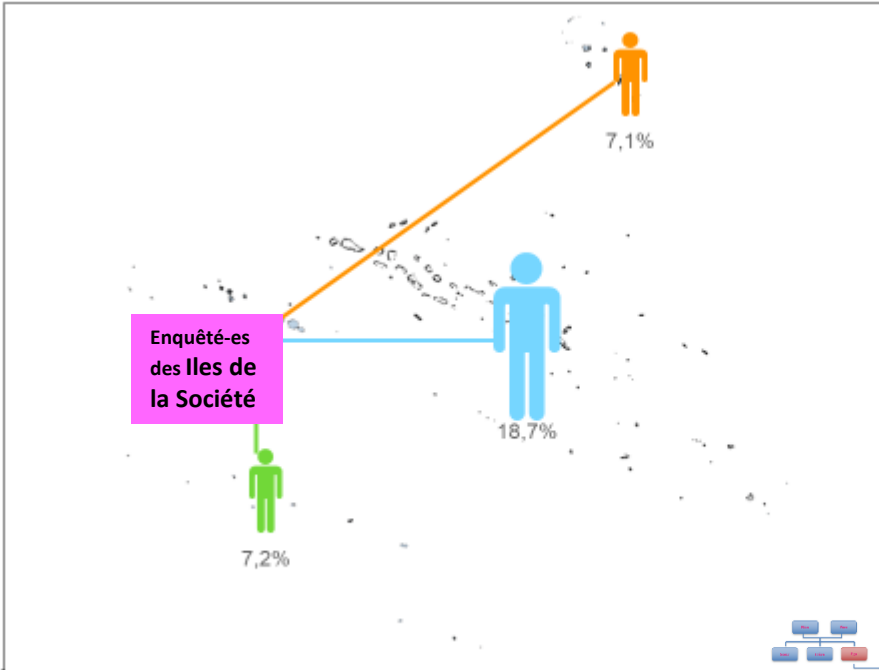 7,1%
Enquêté-es
des Iles de
la Société
18,7%
7,2%